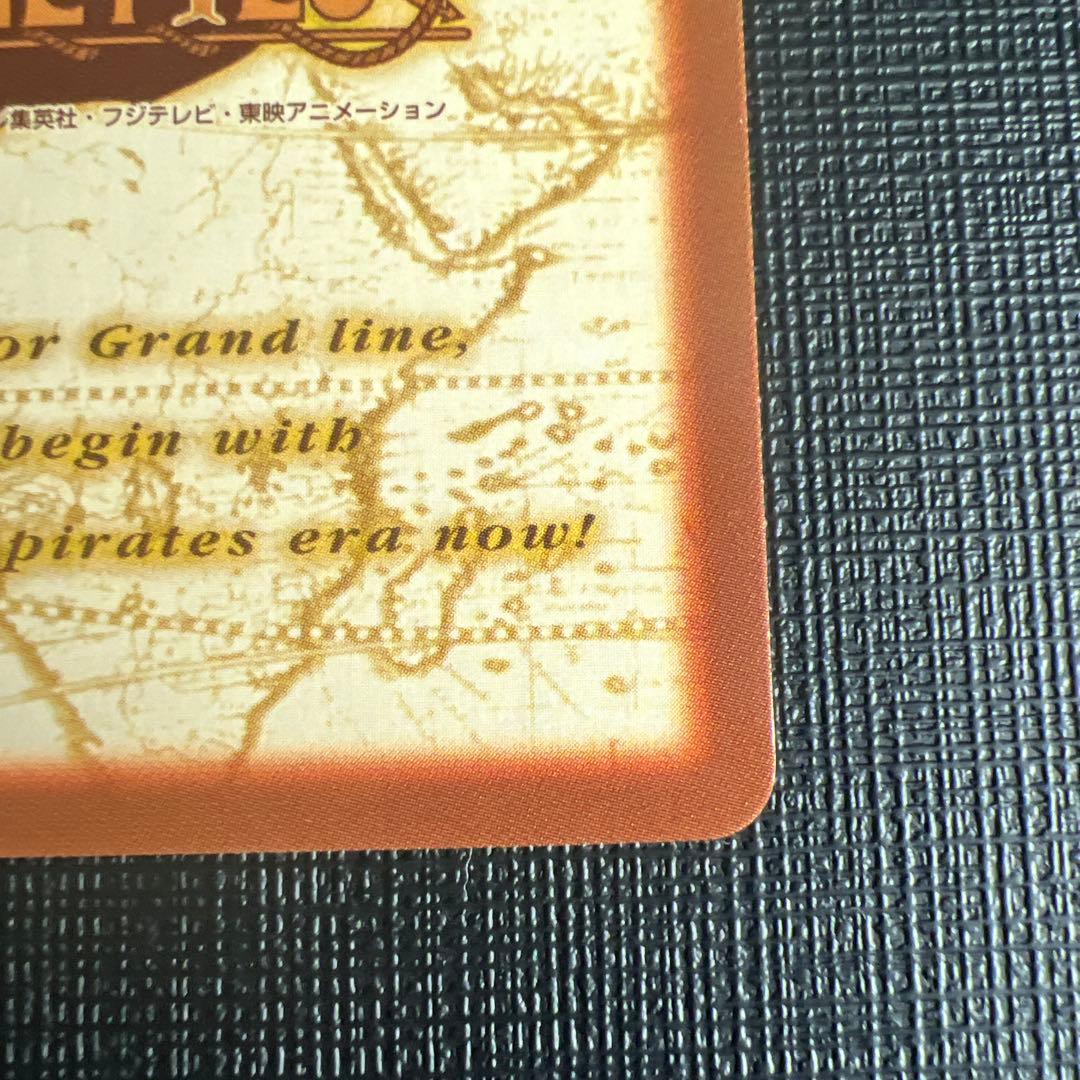 集英社・フジテレビ・東映アニメーション
or Grand line,
begin with
pirates era now!